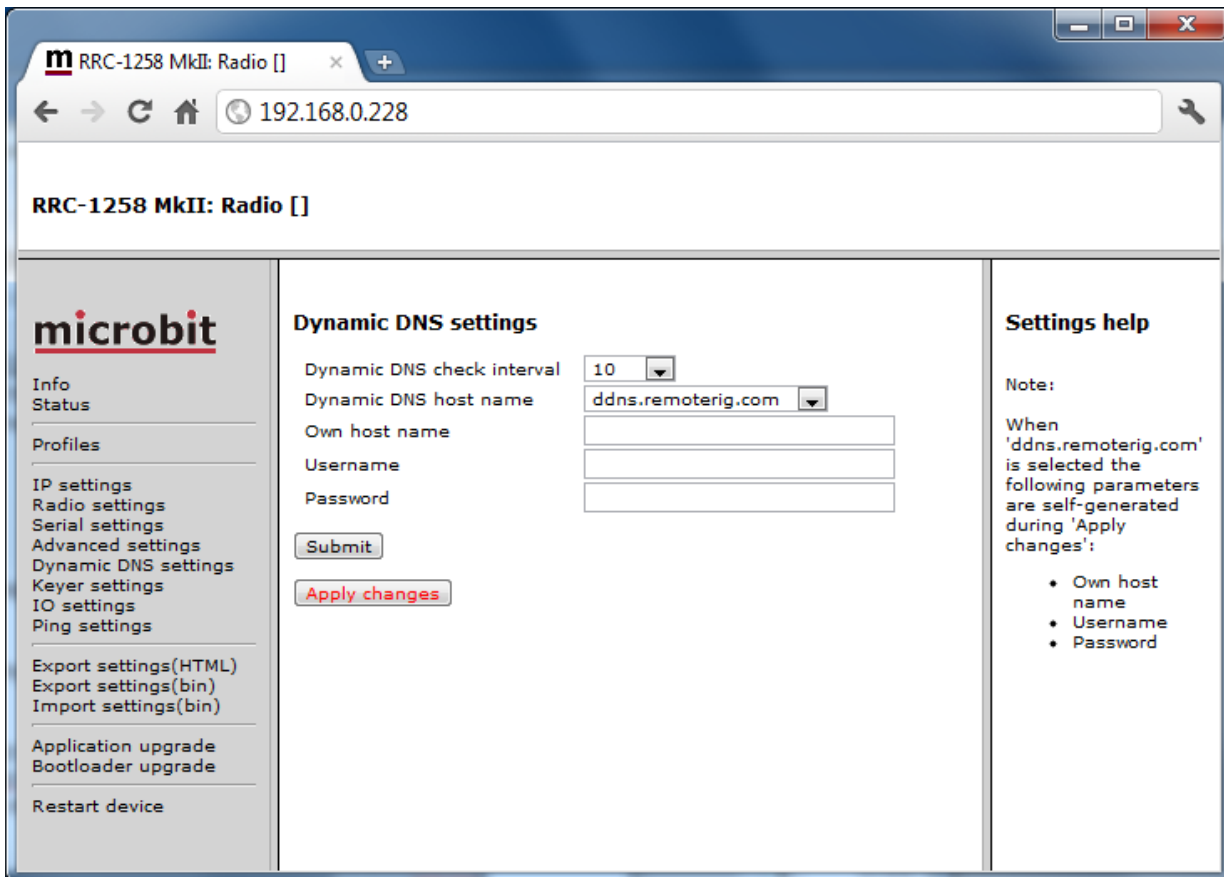 m RRC-1258 MkII: Radio []
192.168.0.228
RRC-1258 MkII: Radio []
microbit
Info
Status
Profiles
IP settings
Radio settings
Serial settings
Advanced settings
Dynamic DNS settings
Keyer settings
IO settings
Ping settings
Export settings(HTML)
Export settings(bin)
Import settings(bin)
Application upgrade
Bootloader upgrade
Restart device
Dynamic DNS settings
Dynamic DNS check interval 10
Dynamic DNS host name ddns.remoterig.com
Own host name
Username
Password
Submit
Apply changes
Settings help
Note:
When
'ddns.remoterig.com'
is selected the
following parameters
are self-generated
during 'Apply
changes':
• Own host
name
• Username
• Password